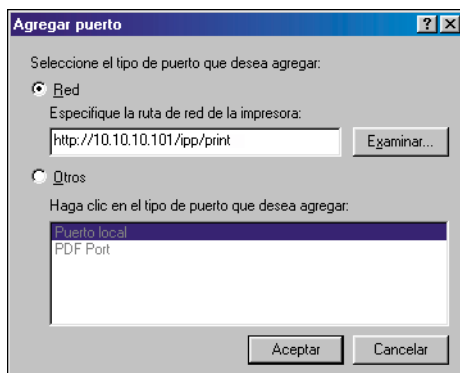 Agregar puerto
Seleccione el tipo de puerto que desea agregar:
Red
Especifique la ruta de red de la impresora:
http://10.10.10.101/ipp/print
Examinar...
Otros
Haga clic en el tipo de puerto que desea agregar:
Puerto local
PDF Port
Aceptar
Cancelar